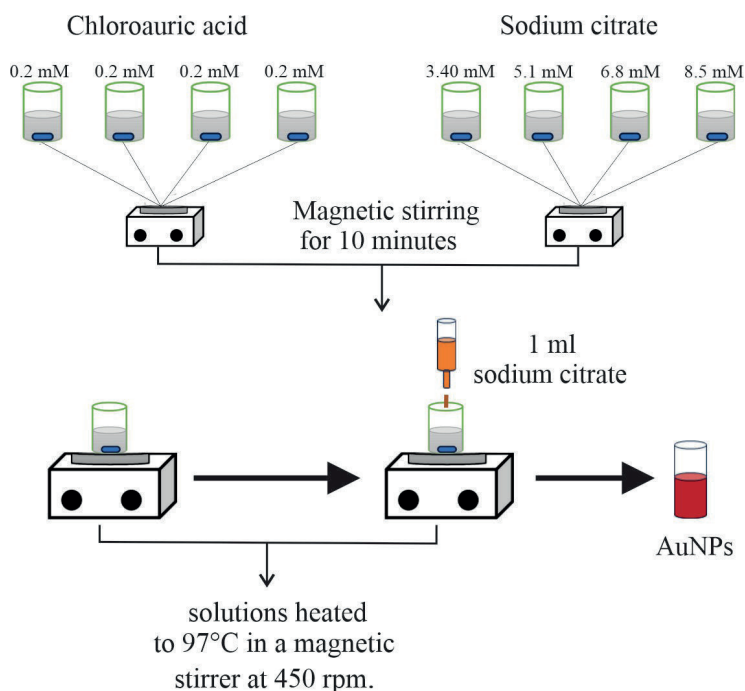 Chloroauric acid
0.2 mM 0.2 mM 0.2 mM 0.2 mM
Sodium citrate
3.40 mM 5.1 mM 6.8 mM 8.5 mM
Magnetic stirring
for 10 minutes
1 ml
sodium citrate
AuNPs
solutions heated
to 97°C in a magnetic
stirrer at 450 rpm.